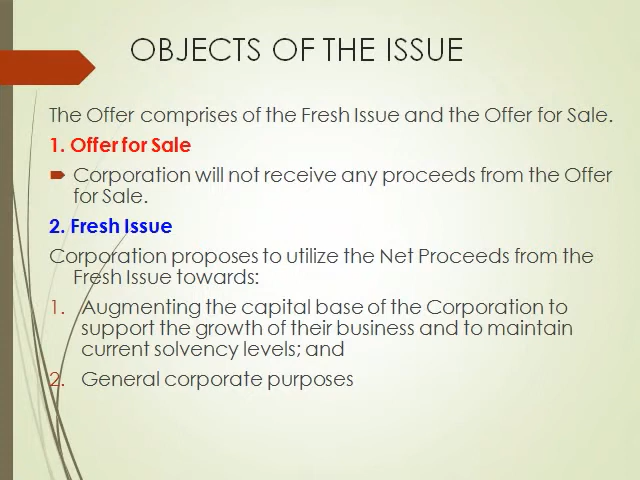 OBJECTS OF THE ISSUE
The Offer comprises of the Fresh Issue and the Offer for Sale.
1. Offer for Sale
Corporation will not receive any proceeds from the Offer
for Sale.
2. Fresh Issue
Corporation proposes to utilize the Net Proceeds from the
Fresh Issue towards:
1. Augmenting the capital base of the Corporation to
support the growth of their business and to maintain
current solvency levels; and
2. General corporate purposes